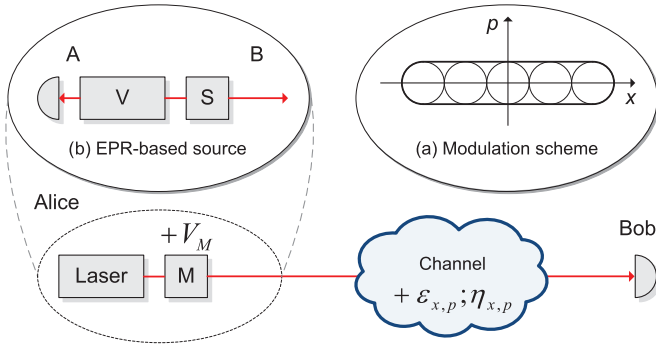 A
B
V
S
(b) EPR-based source
p
x
(a) Modulation scheme
Alice
+V_M
Laser
M
Channel
+ ε_{x,p};η_{x,p}
Bob